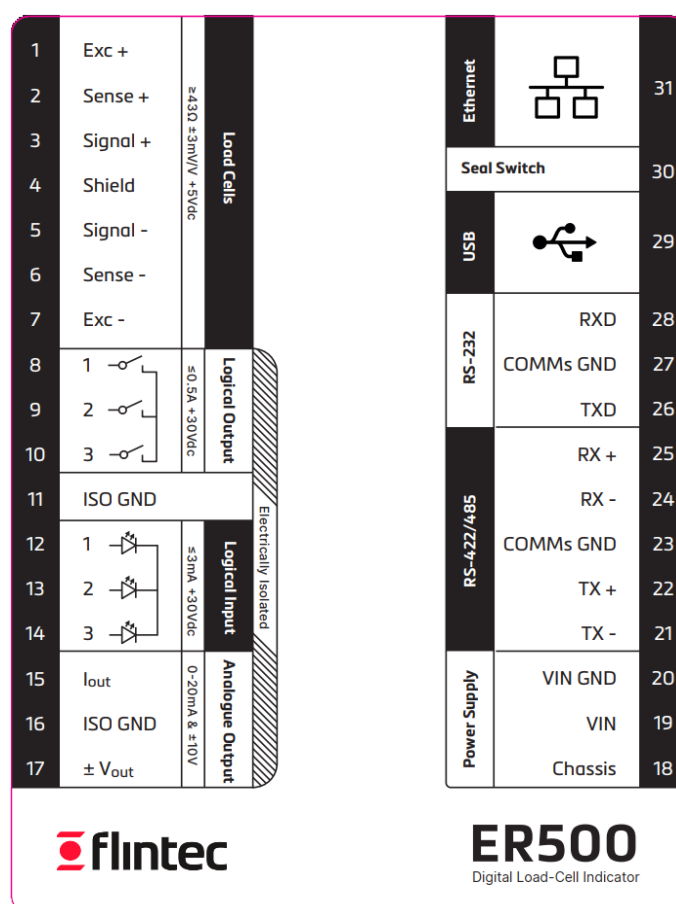 1 Exc +
2 Sense +
3 Signal +
4 Shield
5 Signal -
6 Sense -
7 Exc -
≥43Ω ±3mV/V +5Vdc
Load Cells
8 1
9 2
10 3
≤0.5A +30Vdc
Logical Output
11 ISO GND
Electrically Isolated
12 1
13 2
14 3
≤3mA +30Vdc
Logical Input
15 Iout
16 ISO GND
17 ± Vout
0-20mA & ±10V
Analogue Output
Ethernet
31
Seal Switch 30
USB
29
RS-232
RXD 28
COMMs GND 27
TXD 26
RS-422/485
RX + 25
RX - 24
COMMs GND 23
TX + 22
TX - 21
Power Supply
VIN GND 20
VIN 19
Chassis 18
flintec
ER500
Digital Load-Cell Indicator